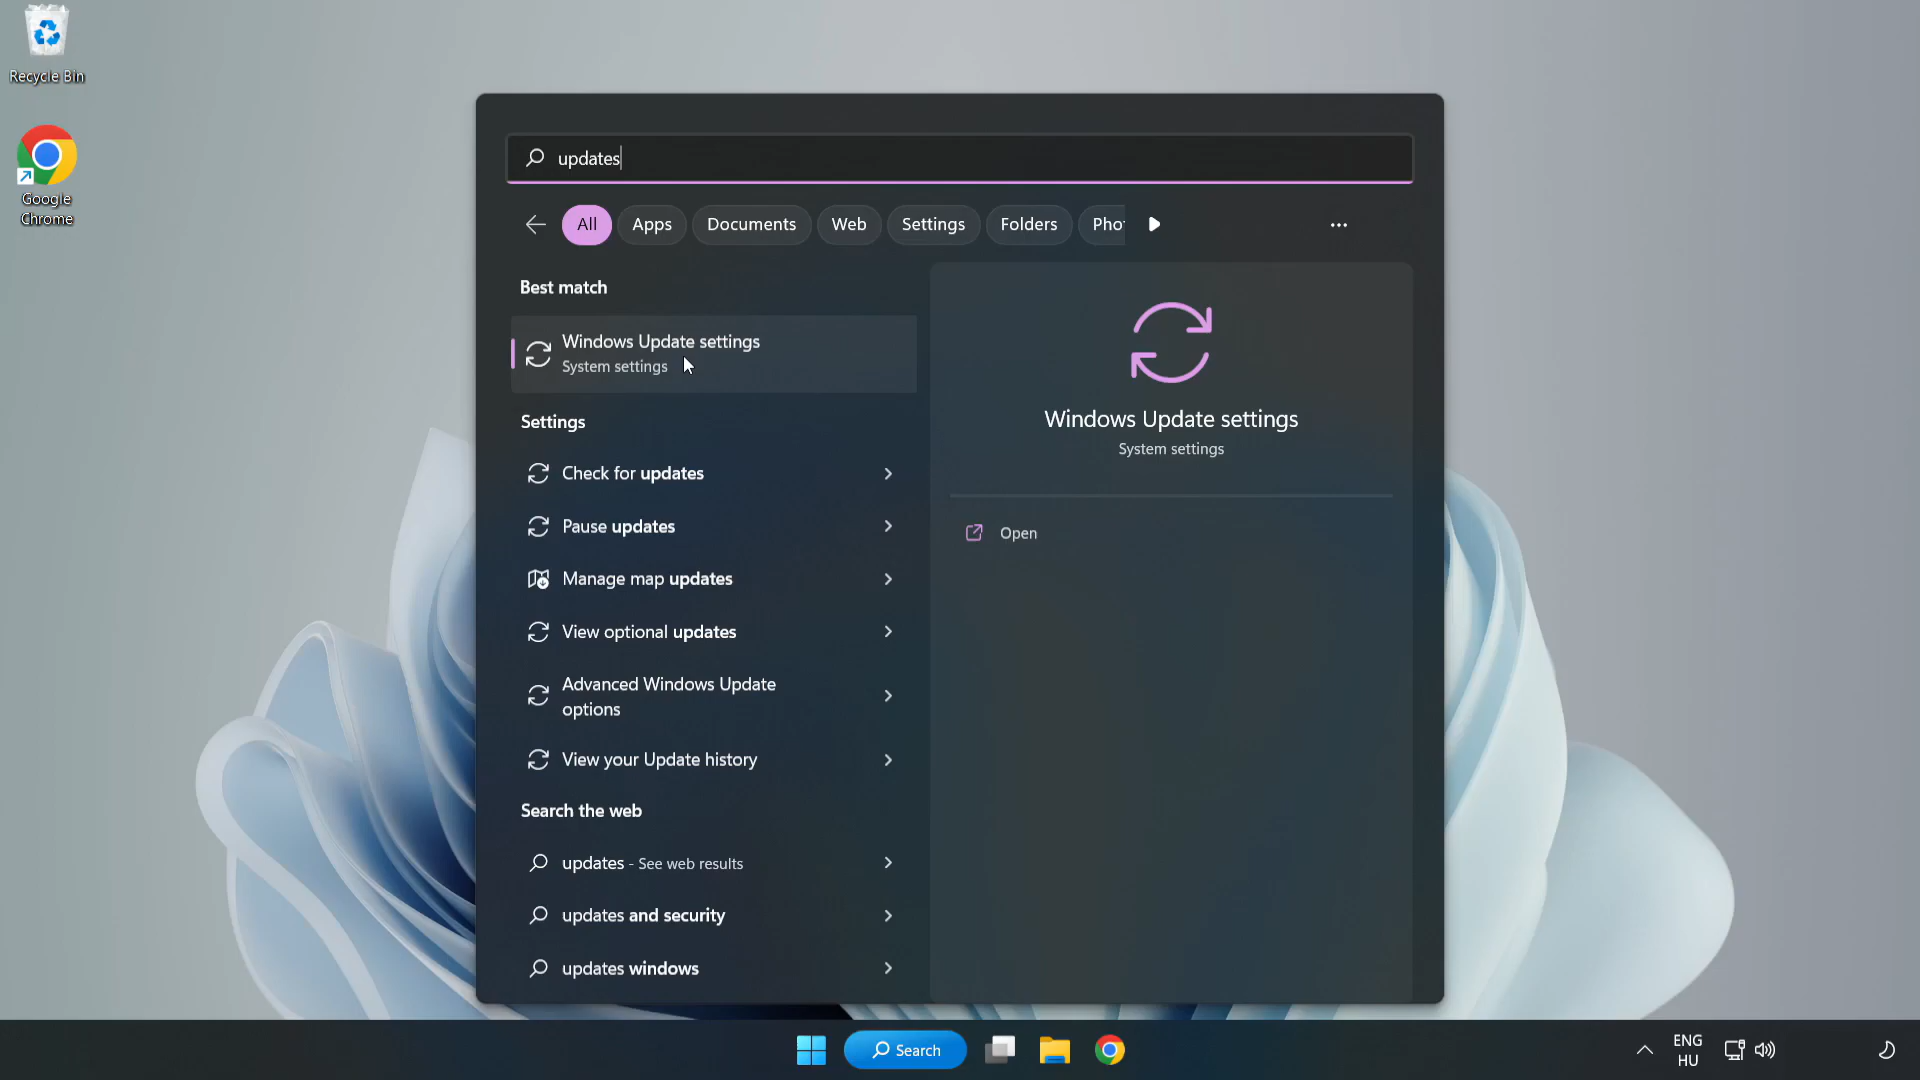 Recycle Bin
Google
Chrome
updates
All
Apps
Documents
Web
Settings
Folders
Phot
Best match
Windows Update settings
System settings
Settings
Check for updates
Pause updates
Manage map updates
View optional updates
Advanced Windows Update
options
View your Update history
Search the web
updates - See web results
updates and security
updates windows
Windows Update settings
System settings
Open
Search
ENG
HU